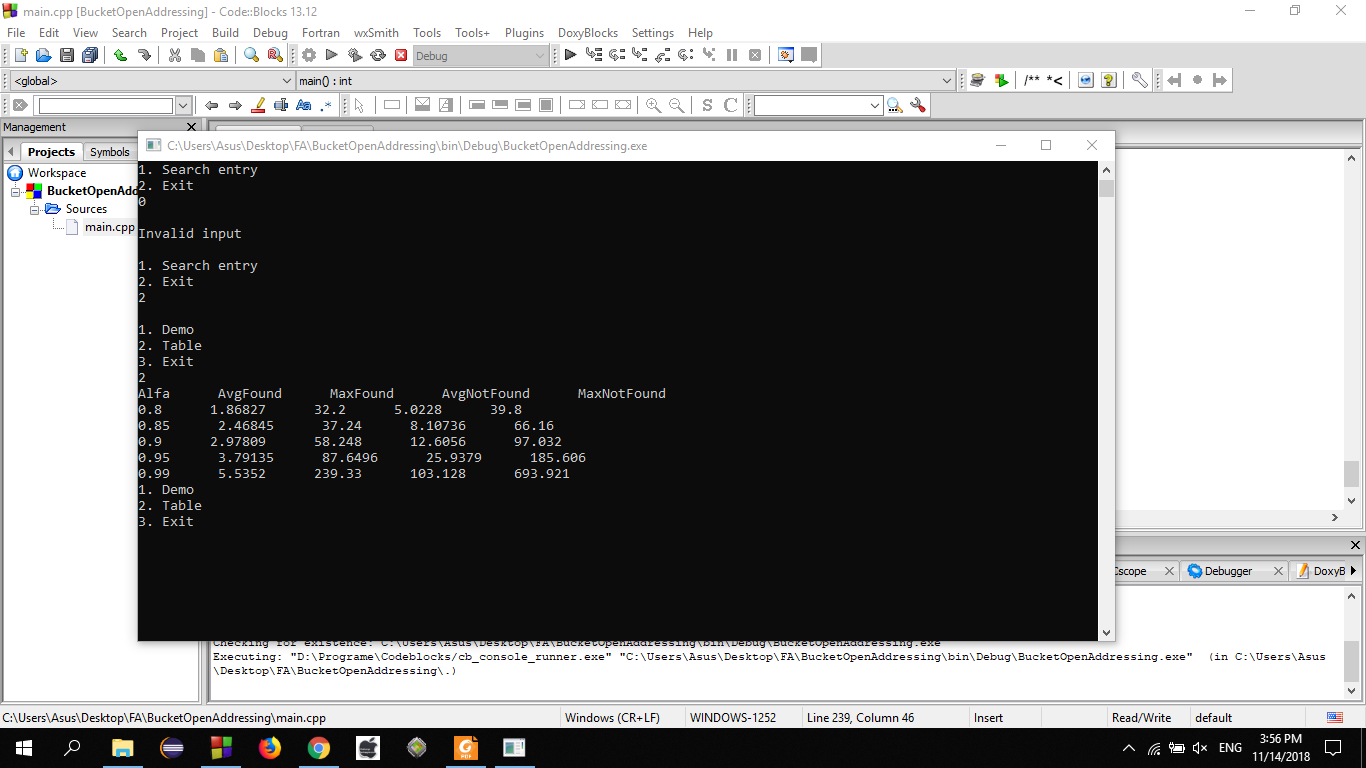 main.cpp [BucketOpenAddressing] - Code::Blocks 13.12
File Edit View Search Project Build Debug Fortran wxSmith Tools Tools+ Plugins DoxyBlocks Settings Help
Debug
<global> main() : int
/** *<
Aa .*
S C
Management
Projects Symbols
Workspace
BucketOpenAdd
Sources
main.cpp
C:\Users\Asus\Desktop\FA\BucketOpenAddressing\bin\Debug\BucketOpenAddressing.exe
1. Search entry
2. Exit
0
Invalid input
1. Search entry
2. Exit
2
1. Demo
2. Table
3. Exit
2
Alfa AvgFound MaxFound AvgNotFound MaxNotFound
0.8 1.86827 32.2 5.0228 39.8
0.85 2.46845 37.24 8.10736 66.16
0.9 2.97809 58.248 12.6056 97.032
0.95 3.79135 87.6496 25.9379 185.606
0.99 5.5352 239.33 103.128 693.921
1. Demo
2. Table
3. Exit
Cscope Debugger DoxyB
Checking for existence: C:\Users\Asus\Desktop\FA\BucketOpenAddressing\bin\Debug\BucketOpenAddressing.exe
Executing: "D:\Programe\Codeblocks/cb_console_runner.exe" "C:\Users\Asus\Desktop\FA\BucketOpenAddressing\bin\Debug\BucketOpenAddressing.exe" (in C:\Users\Asus
\Desktop\FA\BucketOpenAddressing\.)
C:\Users\Asus\Desktop\FA\BucketOpenAddressing\main.cpp Windows (CR+LF) WINDOWS-1252 Line 239, Column 46 Insert Read/Write default
PDF
ENG
3:56 PM
11/14/2018